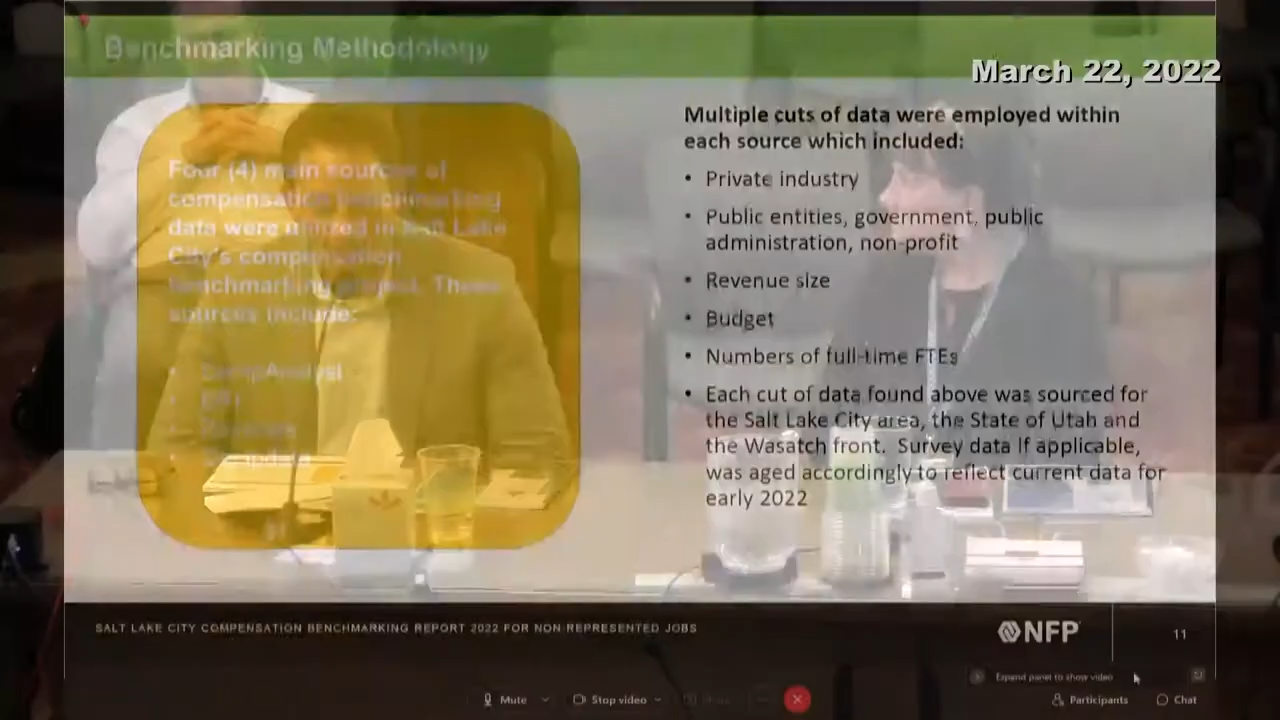 Benchmarking Methodology
March 22, 2022
Four (4) main sources of
compensation benchmarking
data were utilized in Salt Lake
City's compensation
benchmarking project. These
sources include:
Multiple cuts of data were employed within
each source which included:
• Private industry
• Public entities, government, public
administration, non-profit
• Revenue size
• Budget
• Numbers of full-time FTEs
• Each cut of data found above was sourced for
the Salt Lake City area, the State of Utah and
the Wasatch front. Survey data if applicable,
was aged accordingly to reflect current data for
early 2022
SALT LAKE CITY COMPENSATION BENCHMARKING REPORT 2022 FOR NON-REPRESENTED JOBS
NFP
11
Expand panel to show video
Mute
Stop video
Participants
Chat